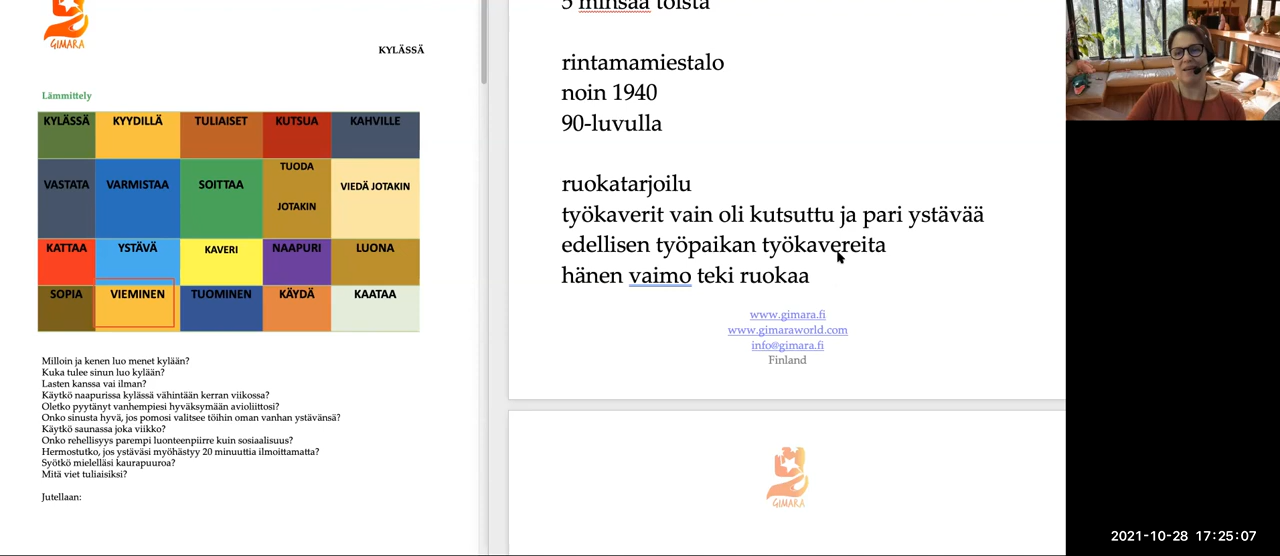 GIMARA
KYLÄSSÄ
Lämmittely
KYLÄSSÄ KYYDILLÄ TULIAISET KUTSUA KAHVILLE
VASTATA VARMISTAA SOITTAA TUODA JOTAKIN VIEDÄ JOTAKIN
KATTAA YSTÄVÄ KAVERI NAAPURI LUONA
SOPIA VIEMINEN TUOMINEN KÄYDÄ KAATAA
Milloin ja kenen luo menet kylään?
Kuka tulee sinun luo kylään?
Lasten kanssa vai ilman?
Käytkö naapurissa kylässä vähintään kerran viikossa?
Oletko pyytänyt vanhempiesi hyväksymään avioliittosi?
Onko sinusta hyvä, jos pomosi valitsee töihin oman vanhan ystävänsä?
Käytkö saunassa joka viikko?
Onko rehellisyys parempi luonteenpiirre kuin sosiaalisuus?
Hermostutko, jos ystäväsi myöhästyy 20 minuuttia ilmoittamatta?
Syötkö mielelläsi kaurapuuroa?
Mitä viet tuliaisiksi?
Jutellaan:
5 minsaa toista
rintamamiestalo
noin 1940
90-luvulla
ruokatarjoilu
työkaverit vain oli kutsuttu ja pari ystävää
edellisen työpaikan työkavereita
hänen vaimo teki ruokaa
www.gimara.fi
www.gimaraworld.com
info@gimara.fi
Finland
GIMARA
2021-10-28 17:25:07